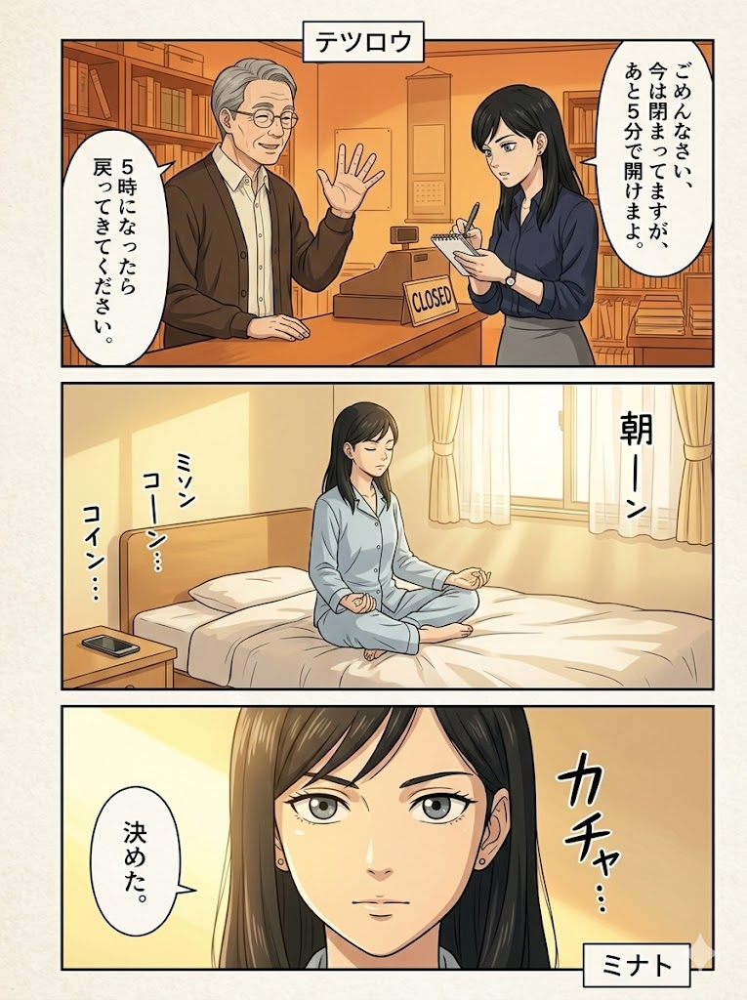 テツロウ
ごめんなさい、
今は閉まってますが、
あと5分で開けまよ。
5時になったら
戻ってきてください。
CLOSED
朝ーン
ミソン
コーン…
コイン…
カチャ…
決めた。
ミナト